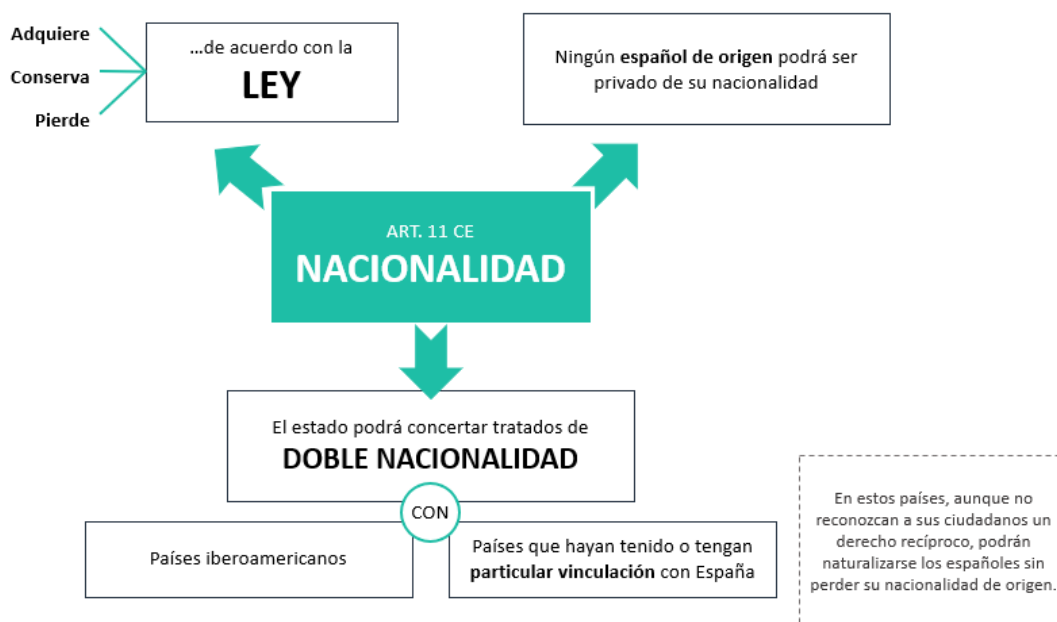 Adquiere
Conserva
Pierde
...de acuerdo con la
LEY
Ningún español de origen podrá ser
privado de su nacionalidad
ART. 11 CE
NACIONALIDAD
El estado podrá concertar tratados de
DOBLE NACIONALIDAD
CON
Países iberoamericanos
Países que hayan tenido o tengan
particular vinculación con España
En estos países, aunque no
reconozcan a sus ciudadanos un
derecho recíproco, podrán
naturalizarse los españoles sin
perder su nacionalidad de origen.